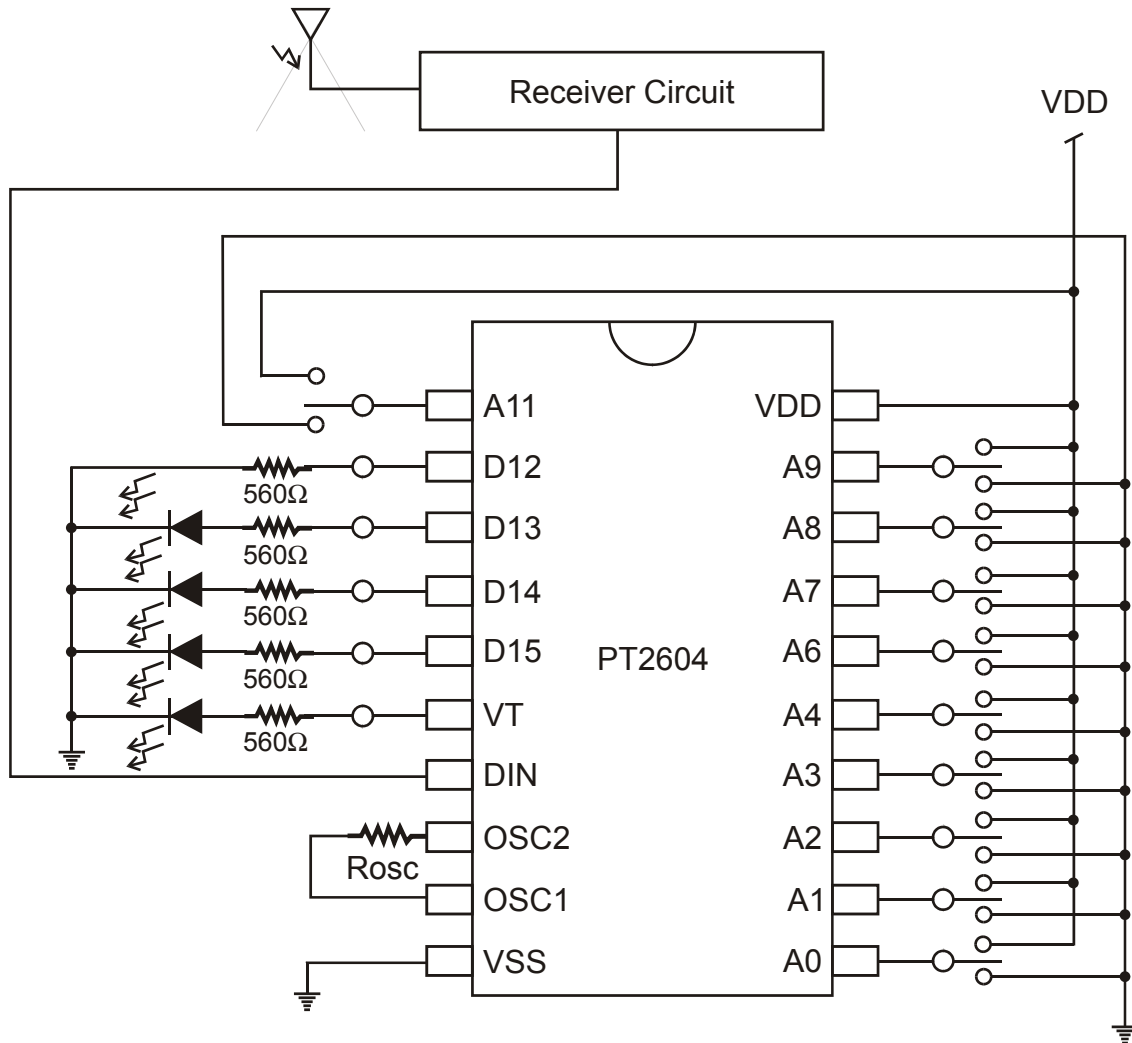 Receiver Circuit
VDD
A11
VDD
D12
A9
560Ω
D13
A8
560Ω
D14
A7
560Ω
D15
PT2604
A6
560Ω
VT
A4
560Ω
DIN
A3
OSC2
A2
Rosc
OSC1
A1
VSS
A0